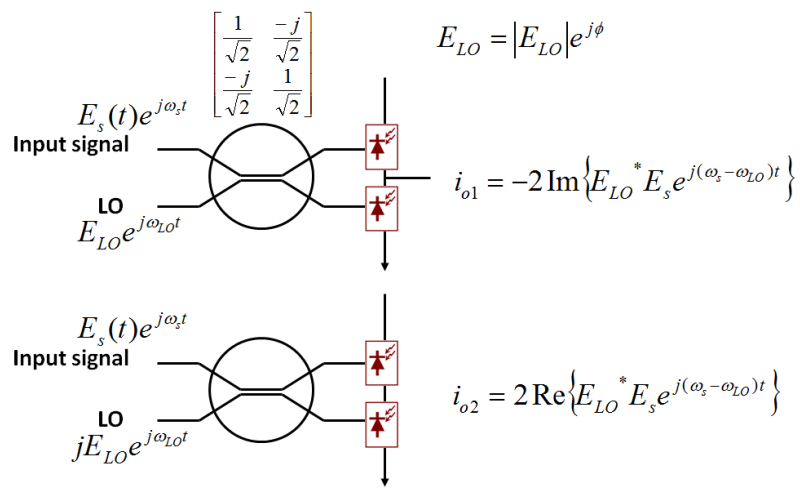 [1/√2 -j/√2
-j/√2 1/√2]
E_LO = |E_LO|e^{jϕ}
E_s(t)e^{jω_s t}
Input signal
LO
E_LO e^{jω_LO t}
i_o1 = -2 Im{E_LO* E_s e^{j(ω_s-ω_LO)t}}
E_s(t)e^{jω_s t}
Input signal
LO
jE_LO e^{jω_LO t}
i_o2 = 2 Re{E_LO* E_s e^{j(ω_s-ω_LO)t}}